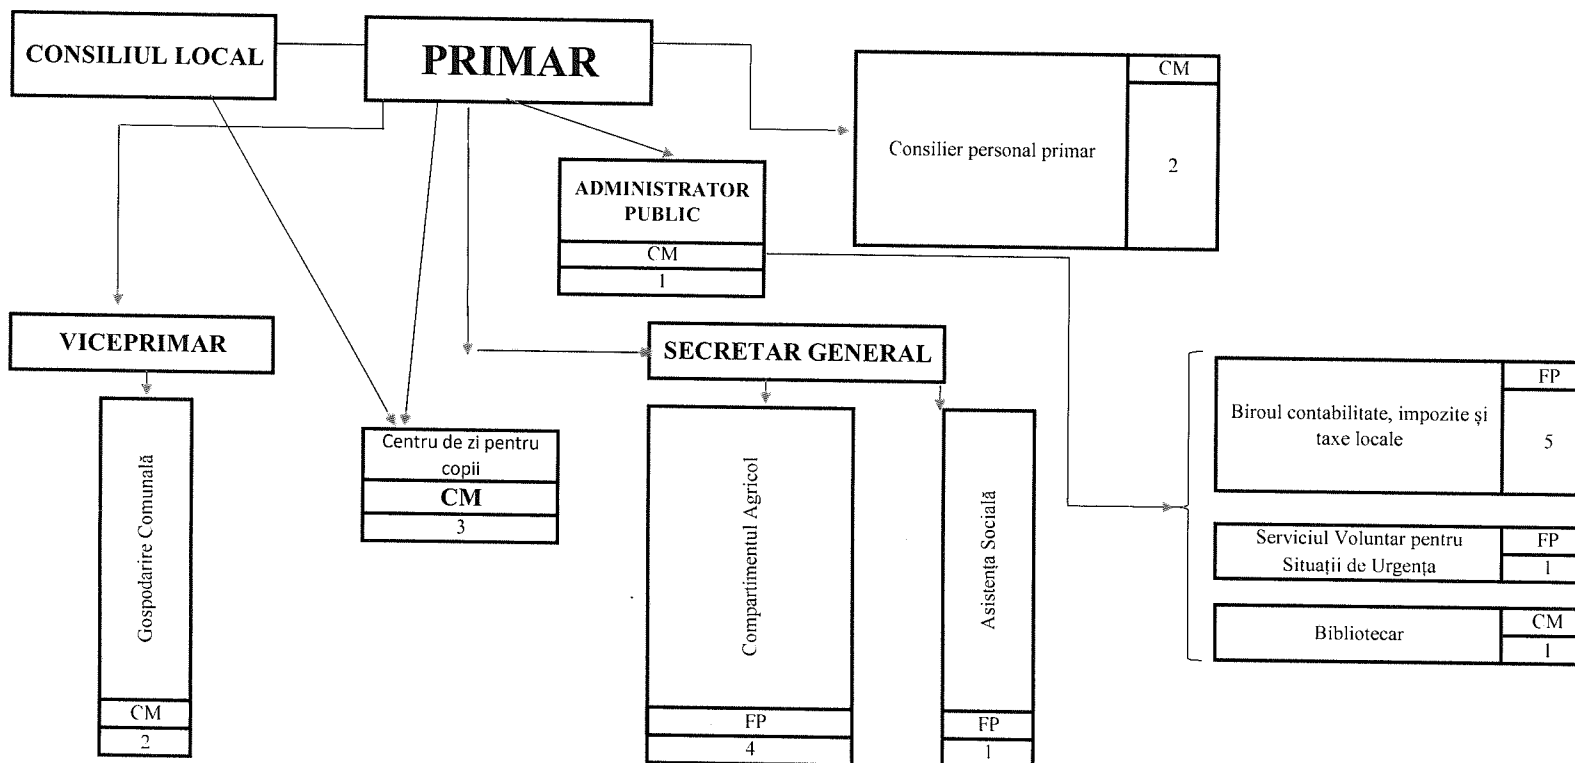 CONSILIUL LOCAL
PRIMAR
CM
Consilier personal primar
2
ADMINISTRATOR
PUBLIC
CM
1
VICEPRIMAR
SECRETAR GENERAL
Gospodarire Comunală
CM
2
Centru de zi pentru
copii
CM
3
Compartimentul Agricol
FP
4
Asistența Socială
FP
1
FP
Biroul contabilitate, impozite și
taxe locale
5
Serviciul Voluntar pentru
Situații de Urgența
FP
1
Bibliotecar
CM
1